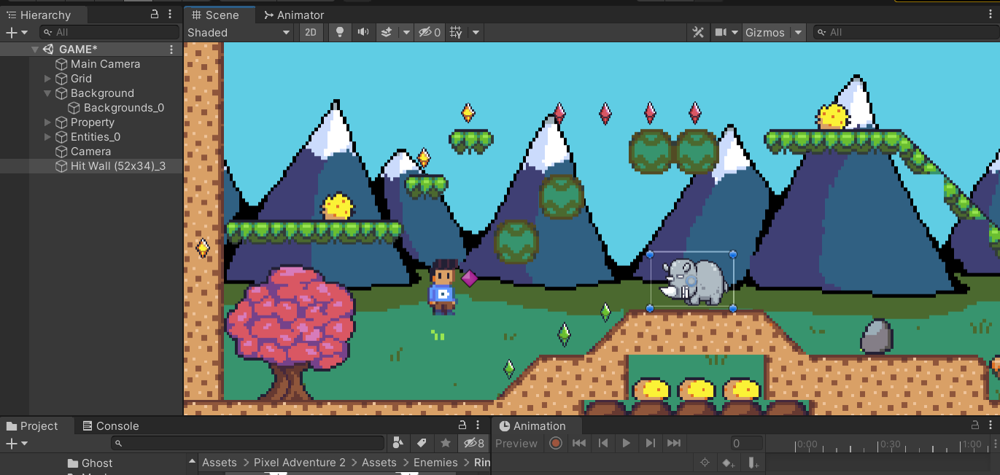 Hierarchy
All
GAME*
Main Camera
Grid
Background
Backgrounds_0
Property
Entities_0
Camera
Hit Wall (52x34)_3
Scene Animator
Shaded 2D 0 Gizmos All
Project Console
8
Ghost
Assets > Pixel Adventure 2 > Assets > Enemies > Rin
Animation
Preview 0 0:00 0:30 1:00